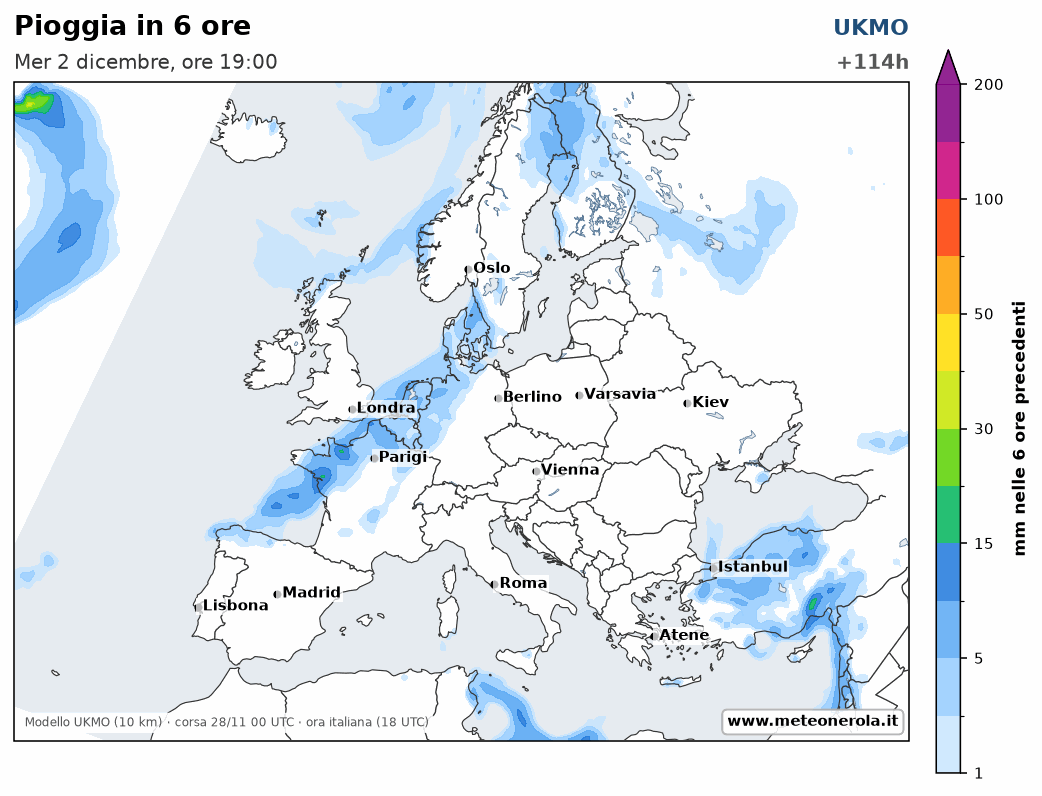 Pioggia in 6 ore
UKMO
Mer 2 dicembre, ore 19:00
+114h
200
100
50
30
15
5
1
mm nelle 6 ore precedenti
Oslo
Berlino
Varsavia
Kiev
Londra
Parigi
Vienna
Istanbul
Roma
Madrid
Lisbona
Atene
Modello UKMO (10 km) · corsa 28/11 00 UTC · ora italiana (18 UTC)
www.meteonerola.it